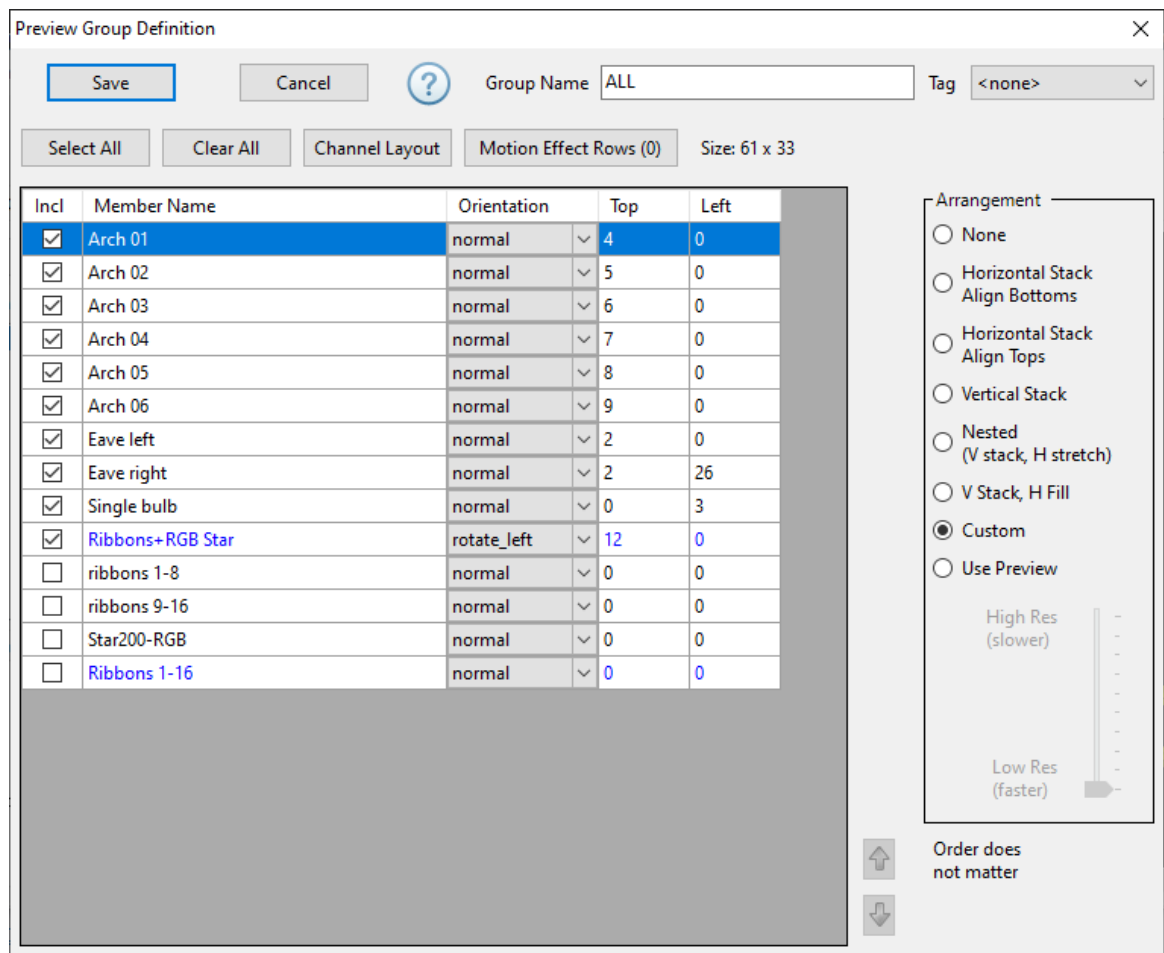 Preview Group Definition
Save Cancel ? Group Name ALL Tag <none>
Select All Clear All Channel Layout Motion Effect Rows (0) Size: 61 x 33
Incl Member Name Orientation Top Left
Arch 01 normal 4 0
Arch 02 normal 5 0
Arch 03 normal 6 0
Arch 04 normal 7 0
Arch 05 normal 8 0
Arch 06 normal 9 0
Eave left normal 2 0
Eave right normal 2 26
Single bulb normal 0 3
Ribbons+RGB Star rotate_left 12 0
ribbons 1-8 normal 0 0
ribbons 9-16 normal 0 0
Star200-RGB normal 0 0
Ribbons 1-16 normal 0 0
Arrangement
None
Horizontal Stack
Align Bottoms
Horizontal Stack
Align Tops
Vertical Stack
Nested
(V stack, H stretch)
V Stack, H Fill
Custom
Use Preview
High Res
(slower)
Low Res
(faster)
Order does
not matter